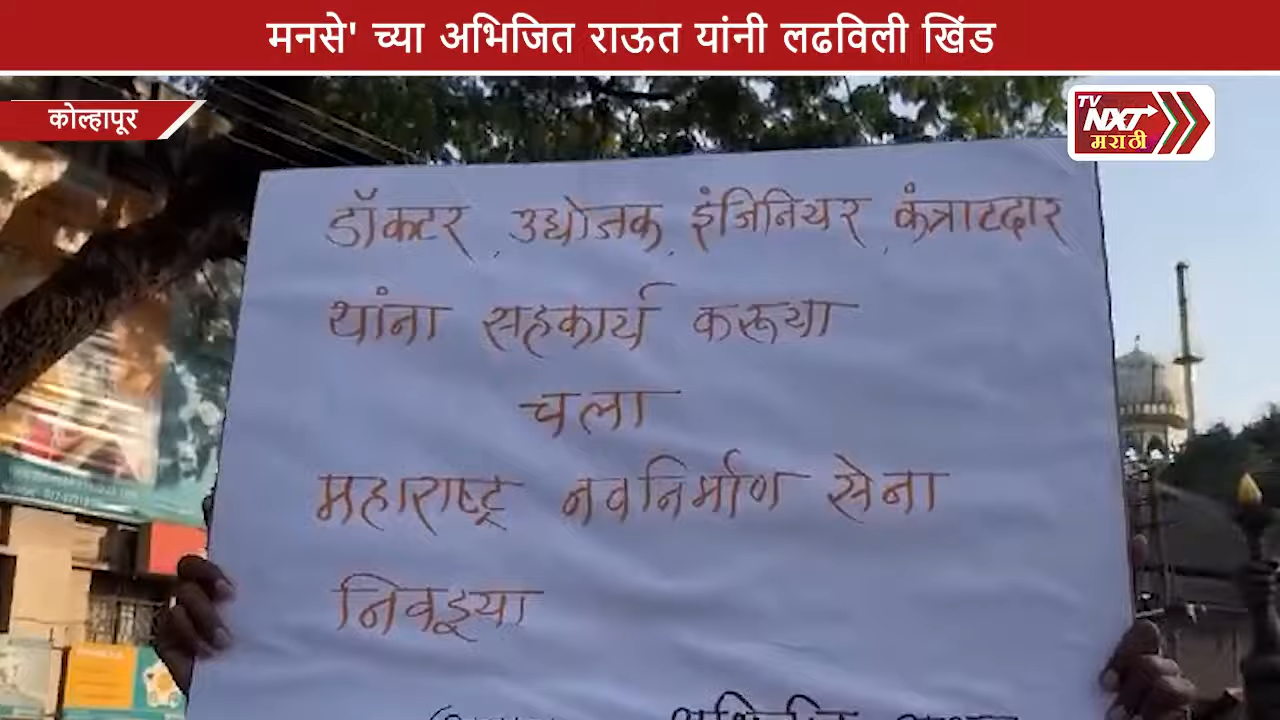 मनसे' च्या अभिजित राऊत यांनी लढविली खिंड
कोल्हापूर
TV
NXT
मराठी
डॉक्टर, उद्योजक, इंजिनियर, कंत्राटदार
यांना सहकार्य करूया
चला
महाराष्ट्र नवनिर्माण सेना
निवडूया